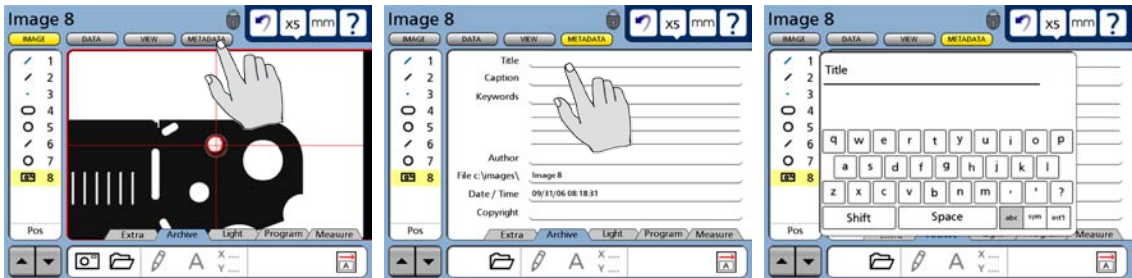 Image 8
x5 mm ?
IMAGE DATA VIEW METADATA
1
2
3
4
5
6
7
8
Pos
Extra Archive Light Program Measure
A X ....
Y ....
A
Image 8
x5 mm ?
IMAGE DATA VIEW METADATA
1 Title
2 Caption
3 Keywords
4
5
6
7 Author
8 File c:\images\ Image 8
Date / Time 09/31/06 08:18:31
Copyright
Pos
Extra Archive Light Program Measure
A X ....
Y ....
A
Image 8
x5 mm ?
IMAGE DATA VIEW METADATA
1 Title
2
3
4
5
6
7
8
q w e r t y u i o p
a s d f g h j k l
z x c v b n m . ' ?
Shift Space abc sym int'l
Pos
A X ....
Y ....
A